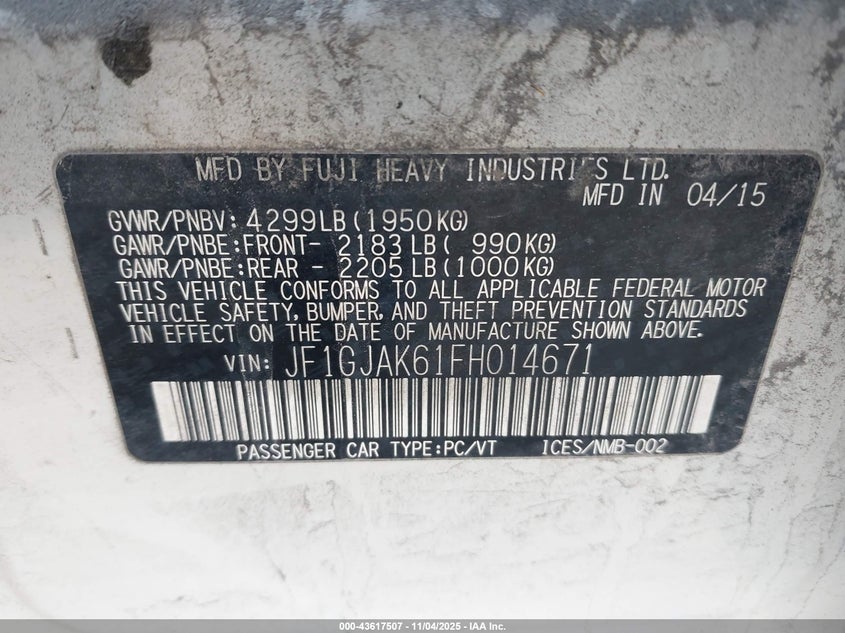 MFD BY FUJI HEAVY INDUSTRIES LTD.
MFD IN 04/15
GVWR/PNBV: 4299LB(1950KG)
GAWR/PNBE:FRONT- 2183LB( 990KG)
GAWR/PNBE:REAR - 2205LB(1000KG)
THIS VEHICLE CONFORMS TO ALL APPLICABLE FEDERAL MOTOR
VEHICLE SAFETY, BUMPER, AND THEFT PREVENTION STANDARDS
IN EFFECT ON THE DATE OF MANUFACTURE SHOWN ABOVE.
VIN: JF1GJAK61FH014671
PASSENGER CAR TYPE:PC/VT ICES/NMB-002
000-43617507 - 11/04/2025 - IAA Inc.